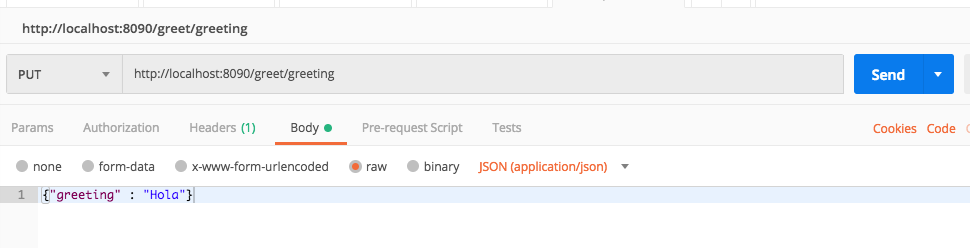 http://localhost:8090/greet/greeting
PUT http://localhost:8090/greet/greeting Send
Params Authorization Headers (1) Body Pre-request Script Tests Cookies Code
none form-data x-www-form-urlencoded raw binary JSON (application/json)
1 {"greeting" : "Hola"}